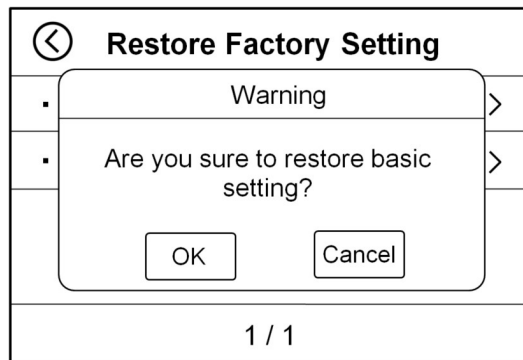 Restore Factory Setting
Warning
Are you sure to restore basic
setting?
OK
Cancel
1 / 1